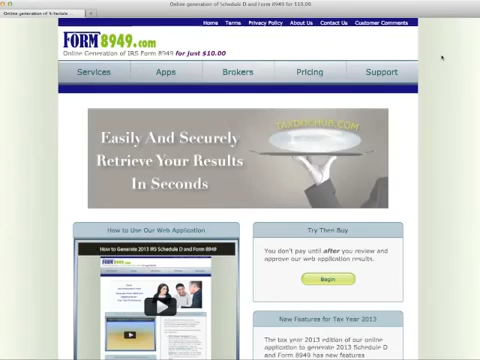 Online generation of Schedule D and Form 8949 for $10.00
Online generation of Schedule
Home Terms Privacy Policy About Us Contact Us Customer Comments
FORM8949.com
Online Generation of IRS Form 8949 for just $10.00
Services Apps Brokers Pricing Support
TAXDOCHUB.COM
Easily And Securely
Retrieve Your Results
In Seconds
How to Use Our Web Application
How to Generate 2013 IRS Schedule D and Form 8949
FORM8949.com
Try Then Buy
You don't pay until after you review and
approve our web application results.
Begin
New Features for Tax Year 2013
The tax year 2013 edition of our online
application to generate 2013 Schedule D
and Form 8949 has new features